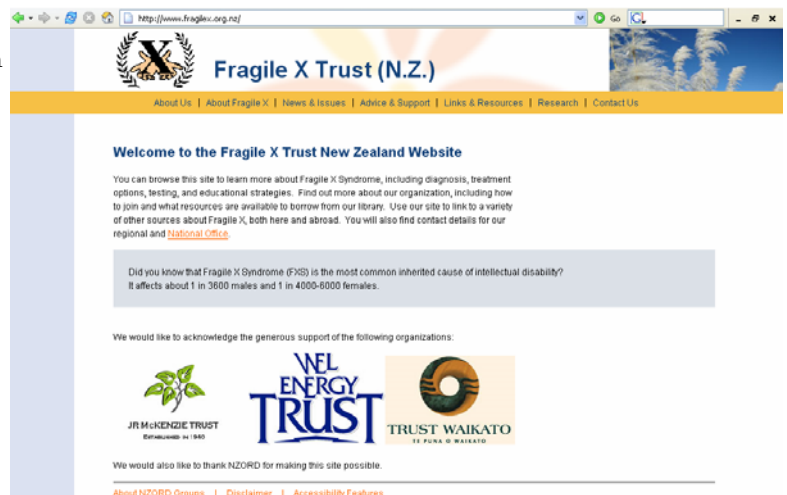 http://www.fragilex.org.nz/
Go
G
X
Fragile X Trust (N.Z.)
About Us | About Fragile X | News & Issues | Advice & Support | Links & Resources | Research | Contact Us
Welcome to the Fragile X Trust New Zealand Website
You can browse this site to learn more about Fragile X Syndrome, including diagnosis, treatment
options, testing, and educational strategies. Find out more about our organization, including how
to join and what resources are available to borrow from our library. Use our site to link to a variety
of other sources about Fragile X, both here and abroad. You will also find contact details for our
regional and National Office.
Did you know that Fragile X Syndrome (FXS) is the most common inherited cause of intellectual disability?
It affects about 1 in 3600 males and 1 in 4000-6000 females.
We would like to acknowledge the generous support of the following organizations:
JR MCKENZIE TRUST
ESTABLISHED IN 1940
WEL
ENERGY
TRUST
TRUST WAIKATO
TE PUNA O WAIKATO
We would also like to thank NZORD for making this site possible.
About NZORD Groups | Disclaimer | Accessibility Features